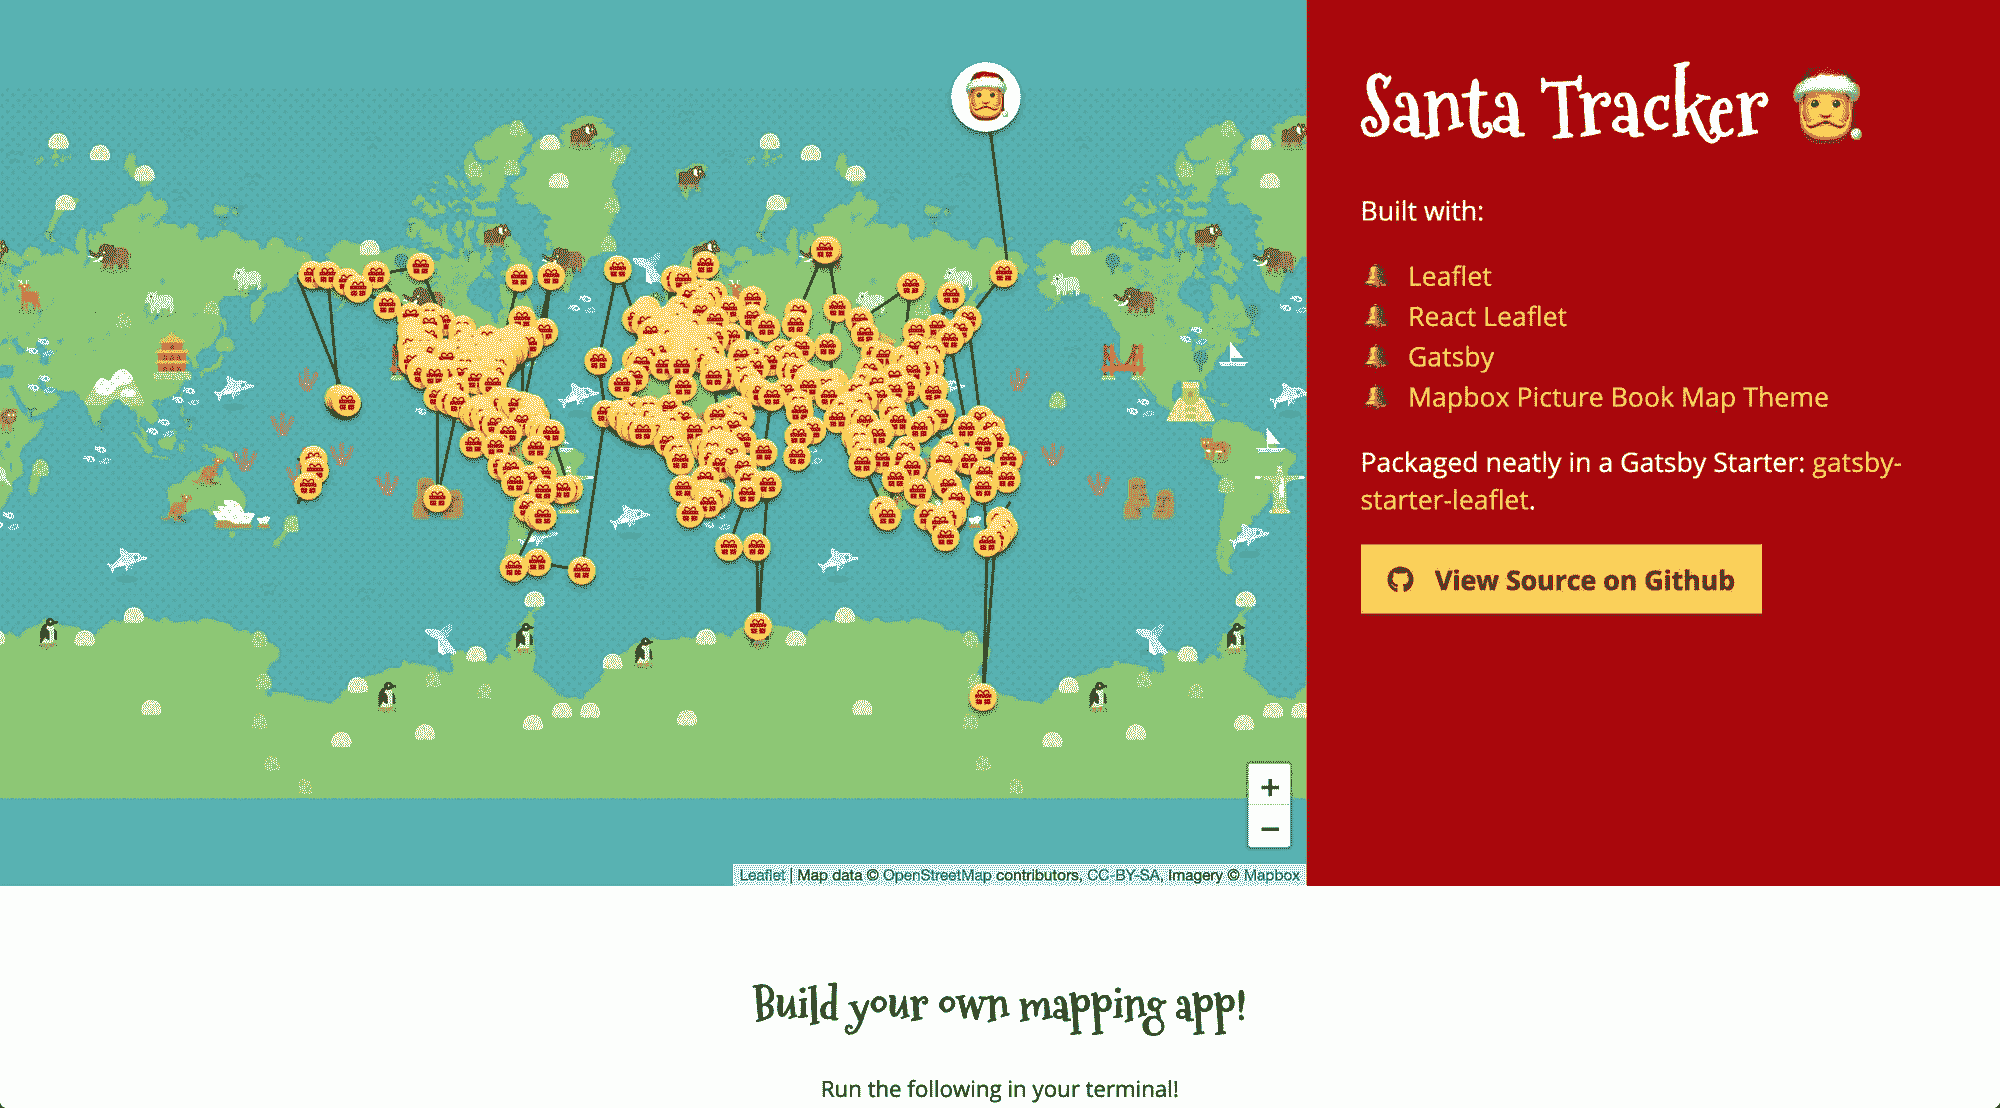 Santa Tracker
Built with:
Leaflet
React Leaflet
Gatsby
Mapbox Picture Book Map Theme
Packaged neatly in a Gatsby Starter: gatsby-
starter-leaflet.
View Source on Github
+
−
Leaflet | Map data © OpenStreetMap contributors, CC-BY-SA, Imagery © Mapbox
Build your own mapping app!
Run the following in your terminal!